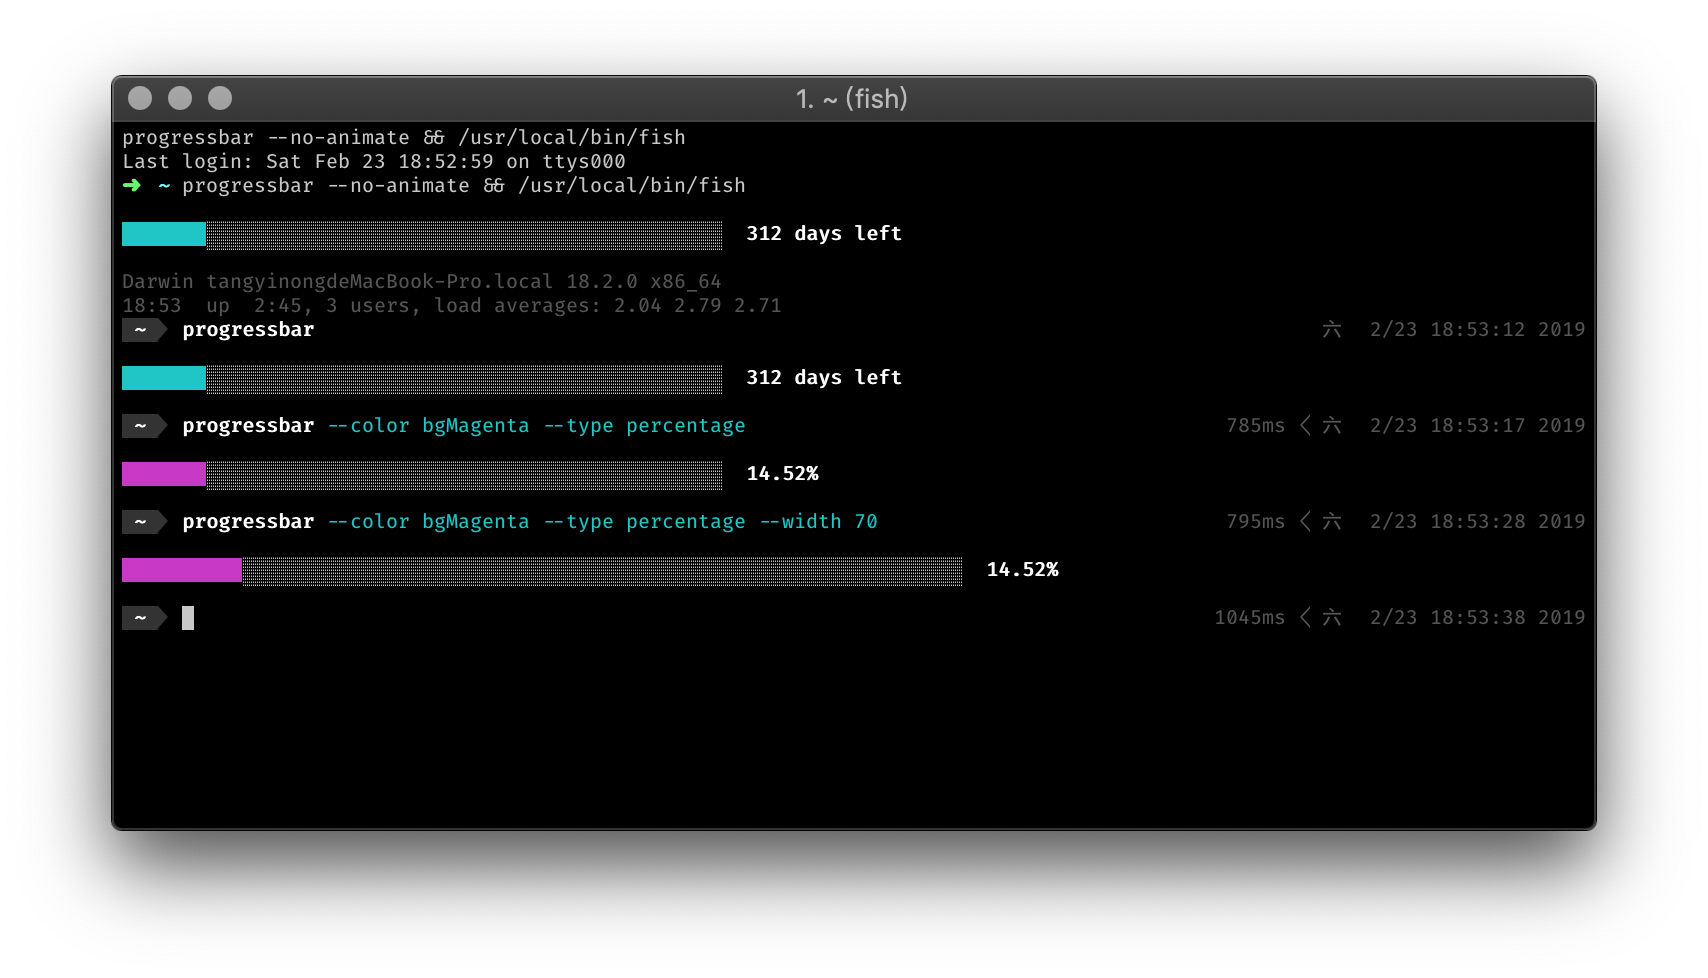 1. ~ (fish)
progressbar --no-animate && /usr/local/bin/fish
Last login: Sat Feb 23 18:52:59 on ttys000
➜ ~ progressbar --no-animate && /usr/local/bin/fish
312 days left
Darwin tangyinongdeMacBook-Pro.local 18.2.0 x86_64
18:53  up  2:45, 3 users, load averages: 2.04 2.79 2.71
~ progressbar 六 2/23 18:53:12 2019
312 days left
~ progressbar --color bgMagenta --type percentage 785ms < 六 2/23 18:53:17 2019
14.52%
~ progressbar --color bgMagenta --type percentage --width 70 795ms < 六 2/23 18:53:28 2019
14.52%
~ 1045ms < 六 2/23 18:53:38 2019